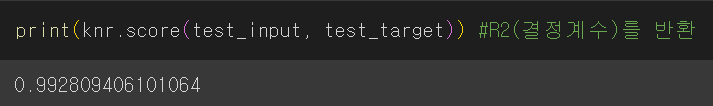 print(knr.score(test_input, test_target)) #R2(결정계수)를 반환
0.992809406101064